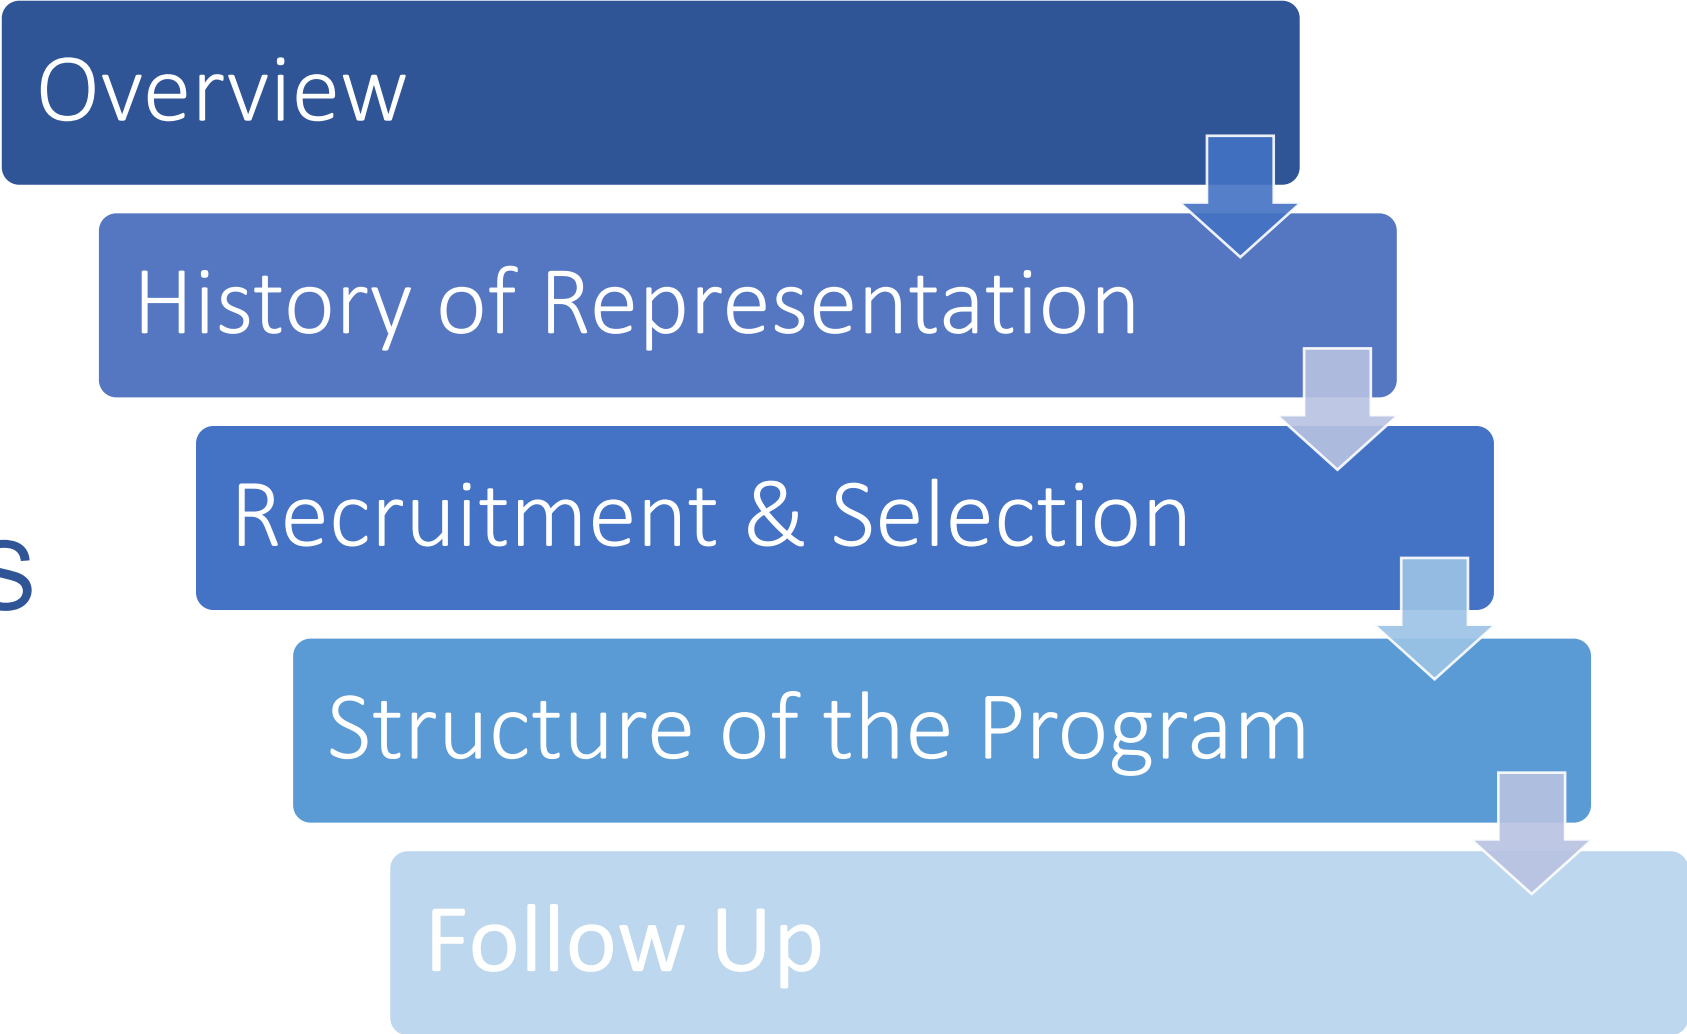 Overview
History of Representation
s
Recruitment & Selection
Structure of the Program
Follow Up